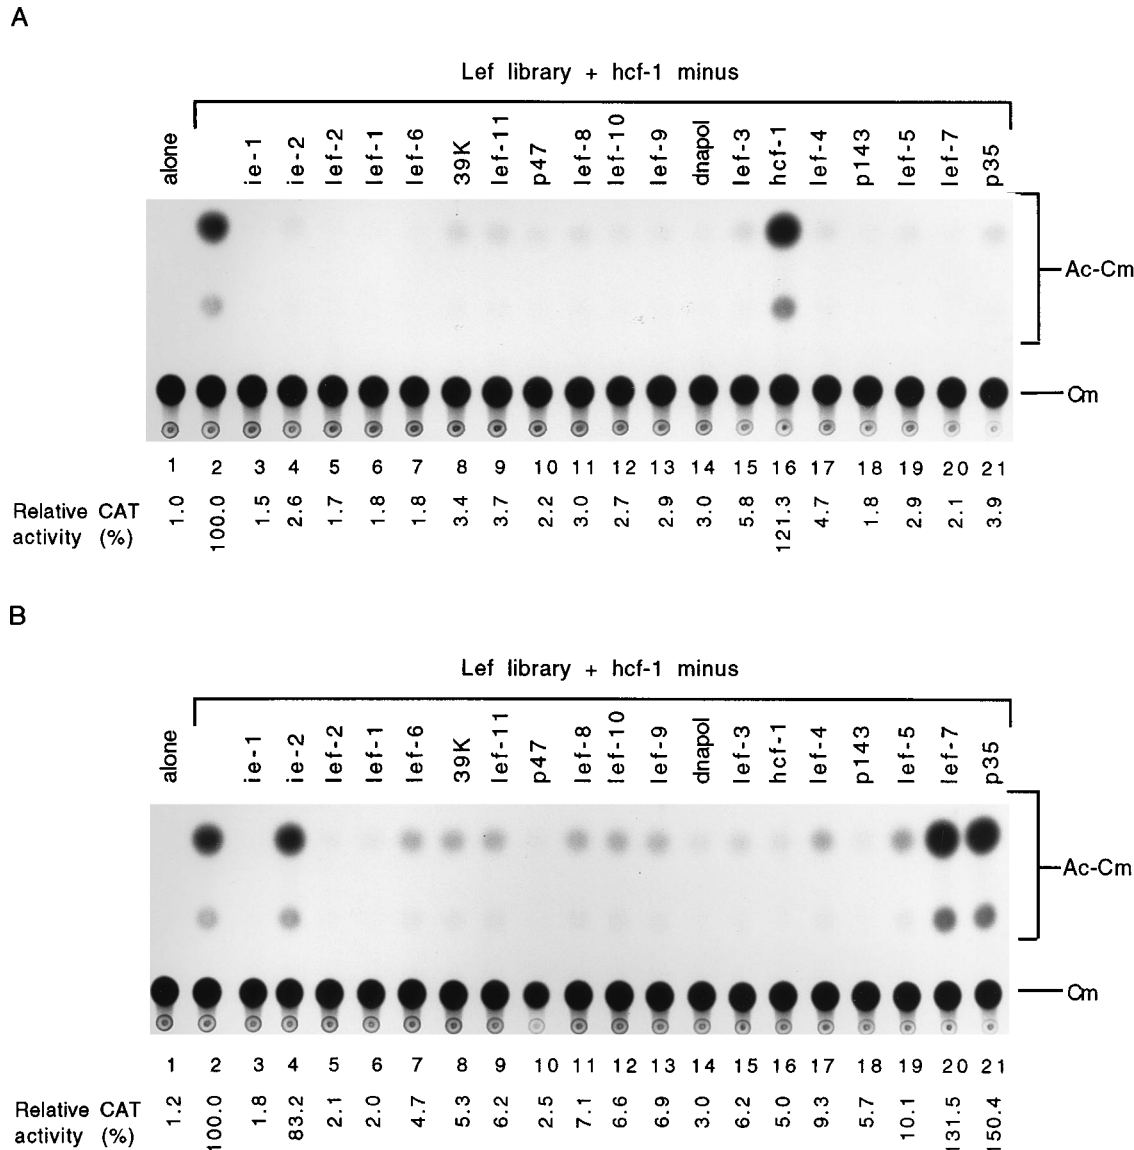 A
Lef library + hcf-1 minus
alone ie-1 ie-2 lef-2 lef-1 lef-6 39K lef-11 p47 lef-8 lef-10 lef-9 dnapol lef-3 hcf-1 lef-4 p143 lef-5 lef-7 p35
Ac-Cm
Cm
1 2 3 4 5 6 7 8 9 10 11 12 13 14 15 16 17 18 19 20 21
Relative CAT
activity (%)
1.0 100.0 1.5 2.6 1.7 1.8 1.8 3.4 3.7 2.2 3.0 2.7 2.9 3.0 5.8 121.3 4.7 1.8 2.9 2.1 3.9
B
Lef library + hcf-1 minus
alone ie-1 ie-2 lef-2 lef-1 lef-6 39K lef-11 p47 lef-8 lef-10 lef-9 dnapol lef-3 hcf-1 lef-4 p143 lef-5 lef-7 p35
Ac-Cm
Cm
1 2 3 4 5 6 7 8 9 10 11 12 13 14 15 16 17 18 19 20 21
Relative CAT
activity (%)
1.2 100.0 1.8 83.2 2.1 2.0 4.7 5.3 6.2 2.5 7.1 6.6 6.9 3.0 6.2 5.0 9.3 5.7 10.1 131.5 150.4